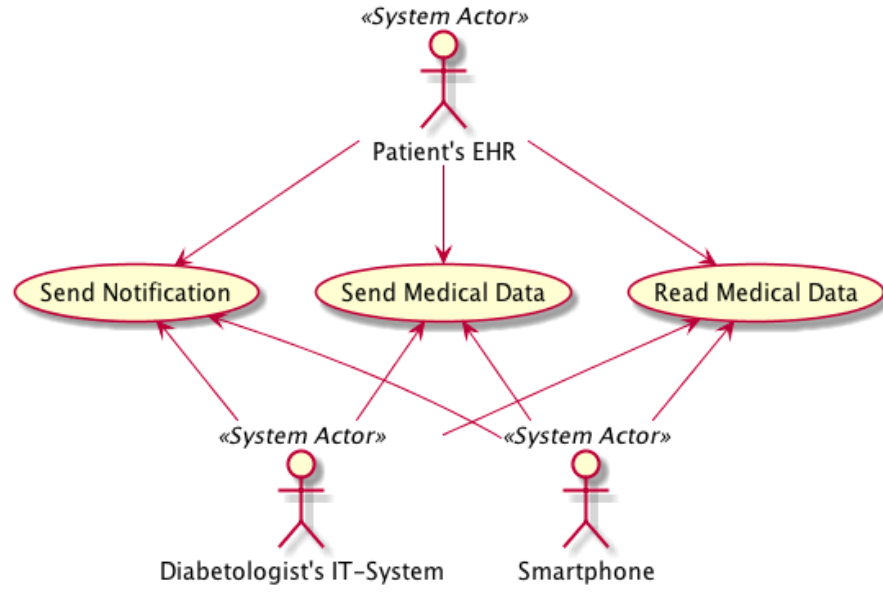 «System Actor»
Patient's EHR
Send Notification
Send Medical Data
Read Medical Data
«System Actor»
«System Actor»
Diabetologist's IT-System
Smartphone